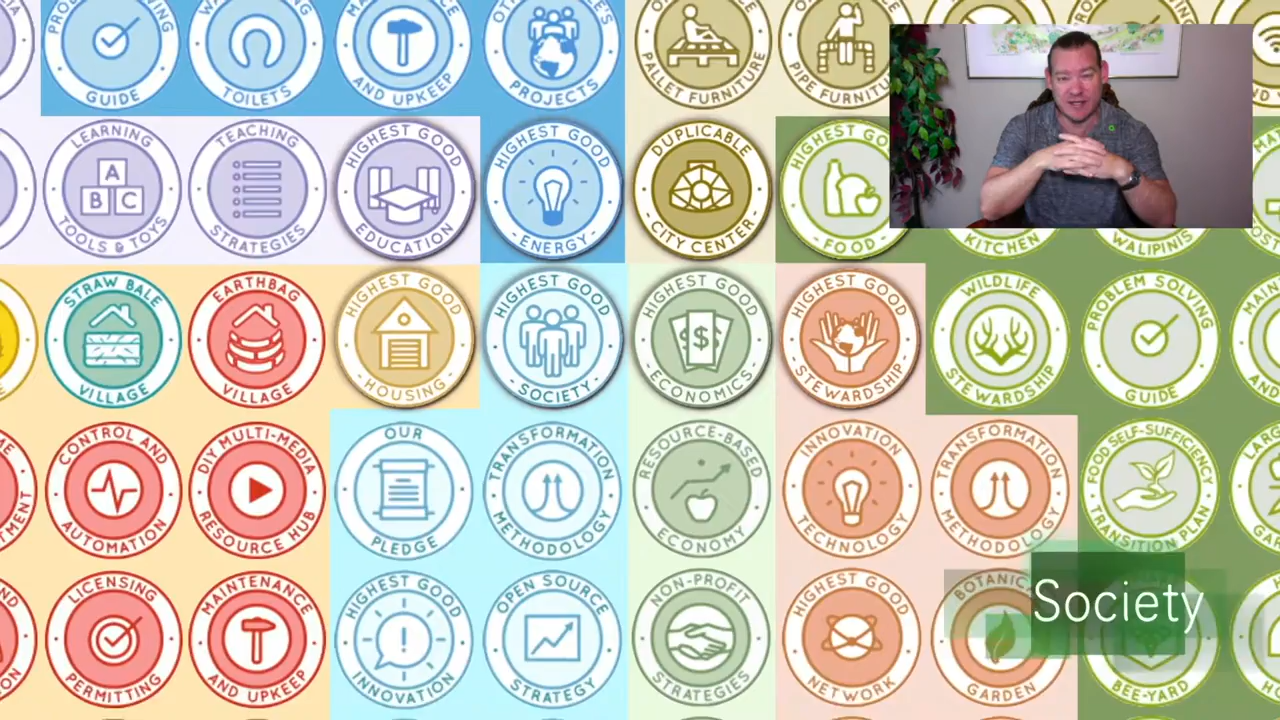 GUIDE
TOILETS
AND UPKEEP
PROJECTS
PALLET FURNITURE
LEARNING
TOOLS & TOYS
A
B C
TEACHING
STRATEGIES
HIGHEST GOOD
EDUCATION
HIGHEST GOOD
ENERGY
DUPLICABLE
CITY CENTER
FOOD
KITCHEN
WALIPINIS
STRAW BALE
VILLAGE
EARTHBAG
VILLAGE
HIGHEST GOOD
HOUSING
HIGHEST GOOD
SOCIETY
HIGHEST GOOD
$
ECONOMICS
HIGHEST GOOD
STEWARDSHIP
WILDLIFE
STEWARDSHIP
PROBLEM SOLVING
GUIDE
CONTROL AND
AUTOMATION
DIY MULTI-MEDIA
RESOURCE HUB
OUR
PLEDGE
TRANSFORMATION
METHODOLOGY
RESOURCE-BASED
ECONOMY
INNOVATION
TECHNOLOGY
TRANSFORMATION
METHODOLOGY
FOOD SELF-SUFFICIENCY
TRANSITION PLAN
LICENSING
PERMITTING
MAINTENANCE
AND UPKEEP
HIGHEST GOOD
INNOVATION
OPEN SOURCE
STRATEGY
NON-PROFIT
STRATEGIES
HIGHEST GOOD
NETWORK
GARDEN
Society
BEE-YARD